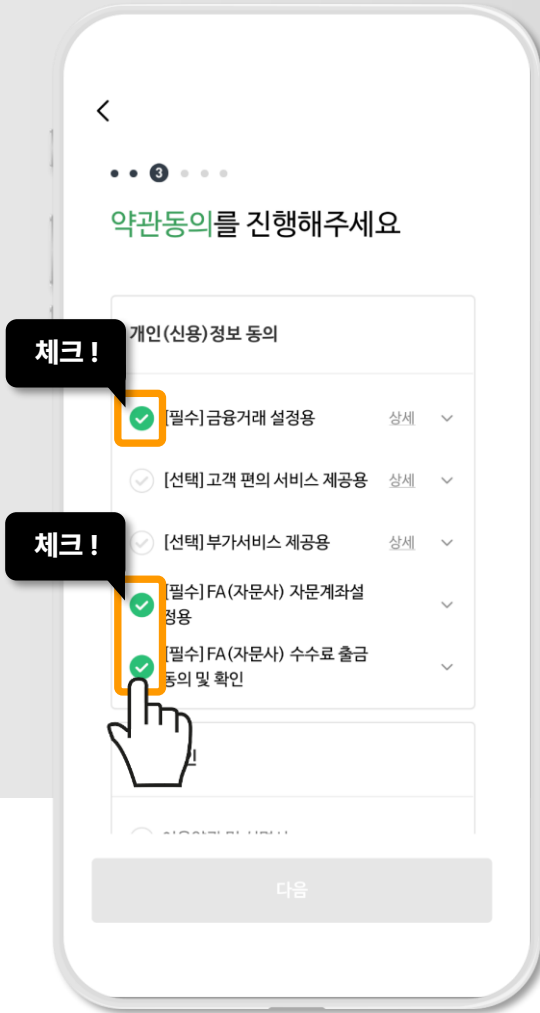 3
약관동의를 진행해주세요
개인(신용)정보 동의
체크!
[필수] 금융거래 설정용 상세
[선택] 고객 편의 서비스 제공용 상세
체크!
[선택] 부가서비스 제공용 상세
[필수] FA(자문사) 자문계좌설
정용
[필수] FA(자문사) 수수료 출금
동의 및 확인
다음